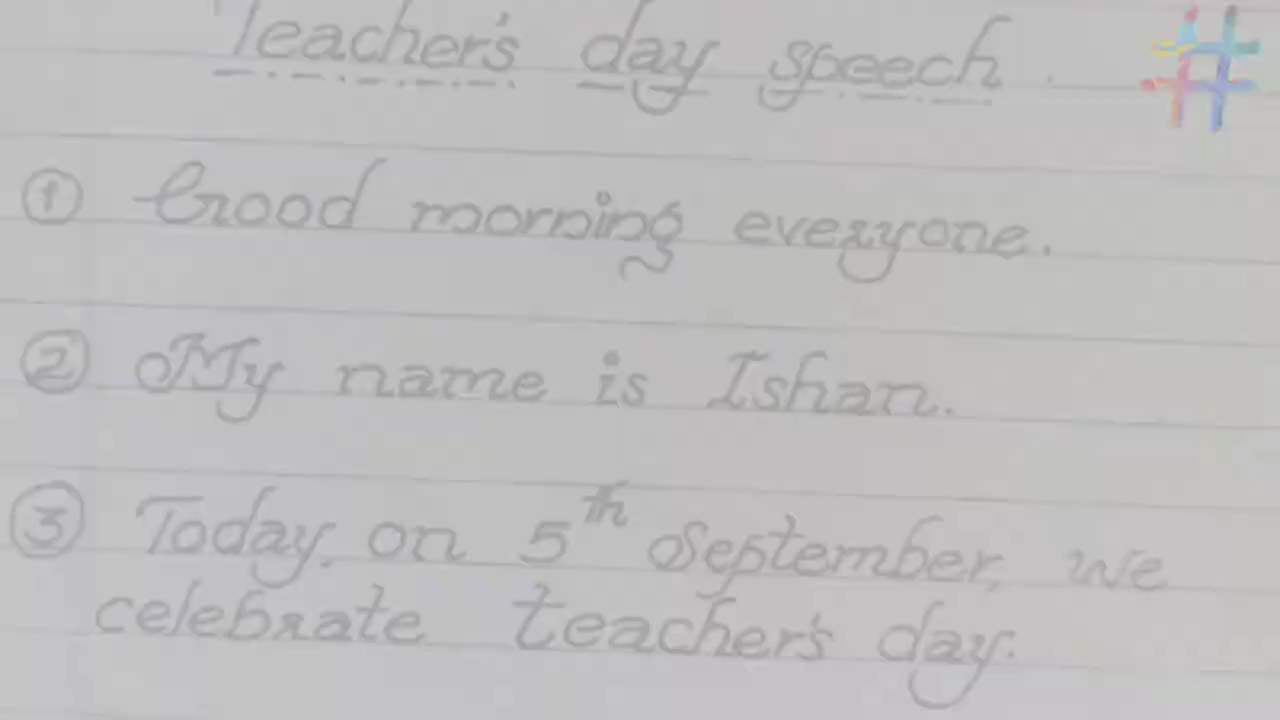 Teacher's day speech.
① Good morning everyone.
② My name is Ishan.
③ Today, on 5th September, we
celebrate teacher's day.